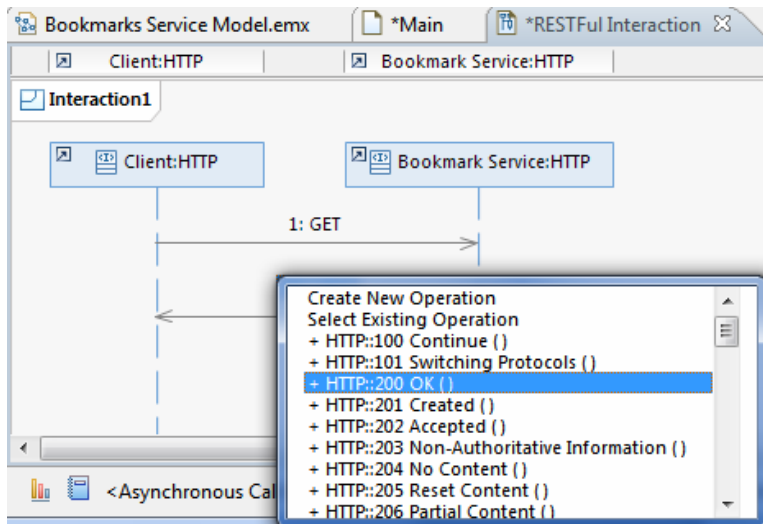 Bookmarks Service Model.emx *Main *RESTFul Interaction
Client:HTTP Bookmark Service:HTTP
Interaction1
Client:HTTP Bookmark Service:HTTP
1: GET
Create New Operation
Select Existing Operation
+ HTTP::100 Continue ( )
+ HTTP::101 Switching Protocols ( )
+ HTTP::200 OK ( )
+ HTTP::201 Created ( )
+ HTTP::202 Accepted ( )
+ HTTP::203 Non-Authoritative Information ( )
+ HTTP::204 No Content ( )
+ HTTP::205 Reset Content ( )
+ HTTP::206 Partial Content ( )
<Asynchronous Cal